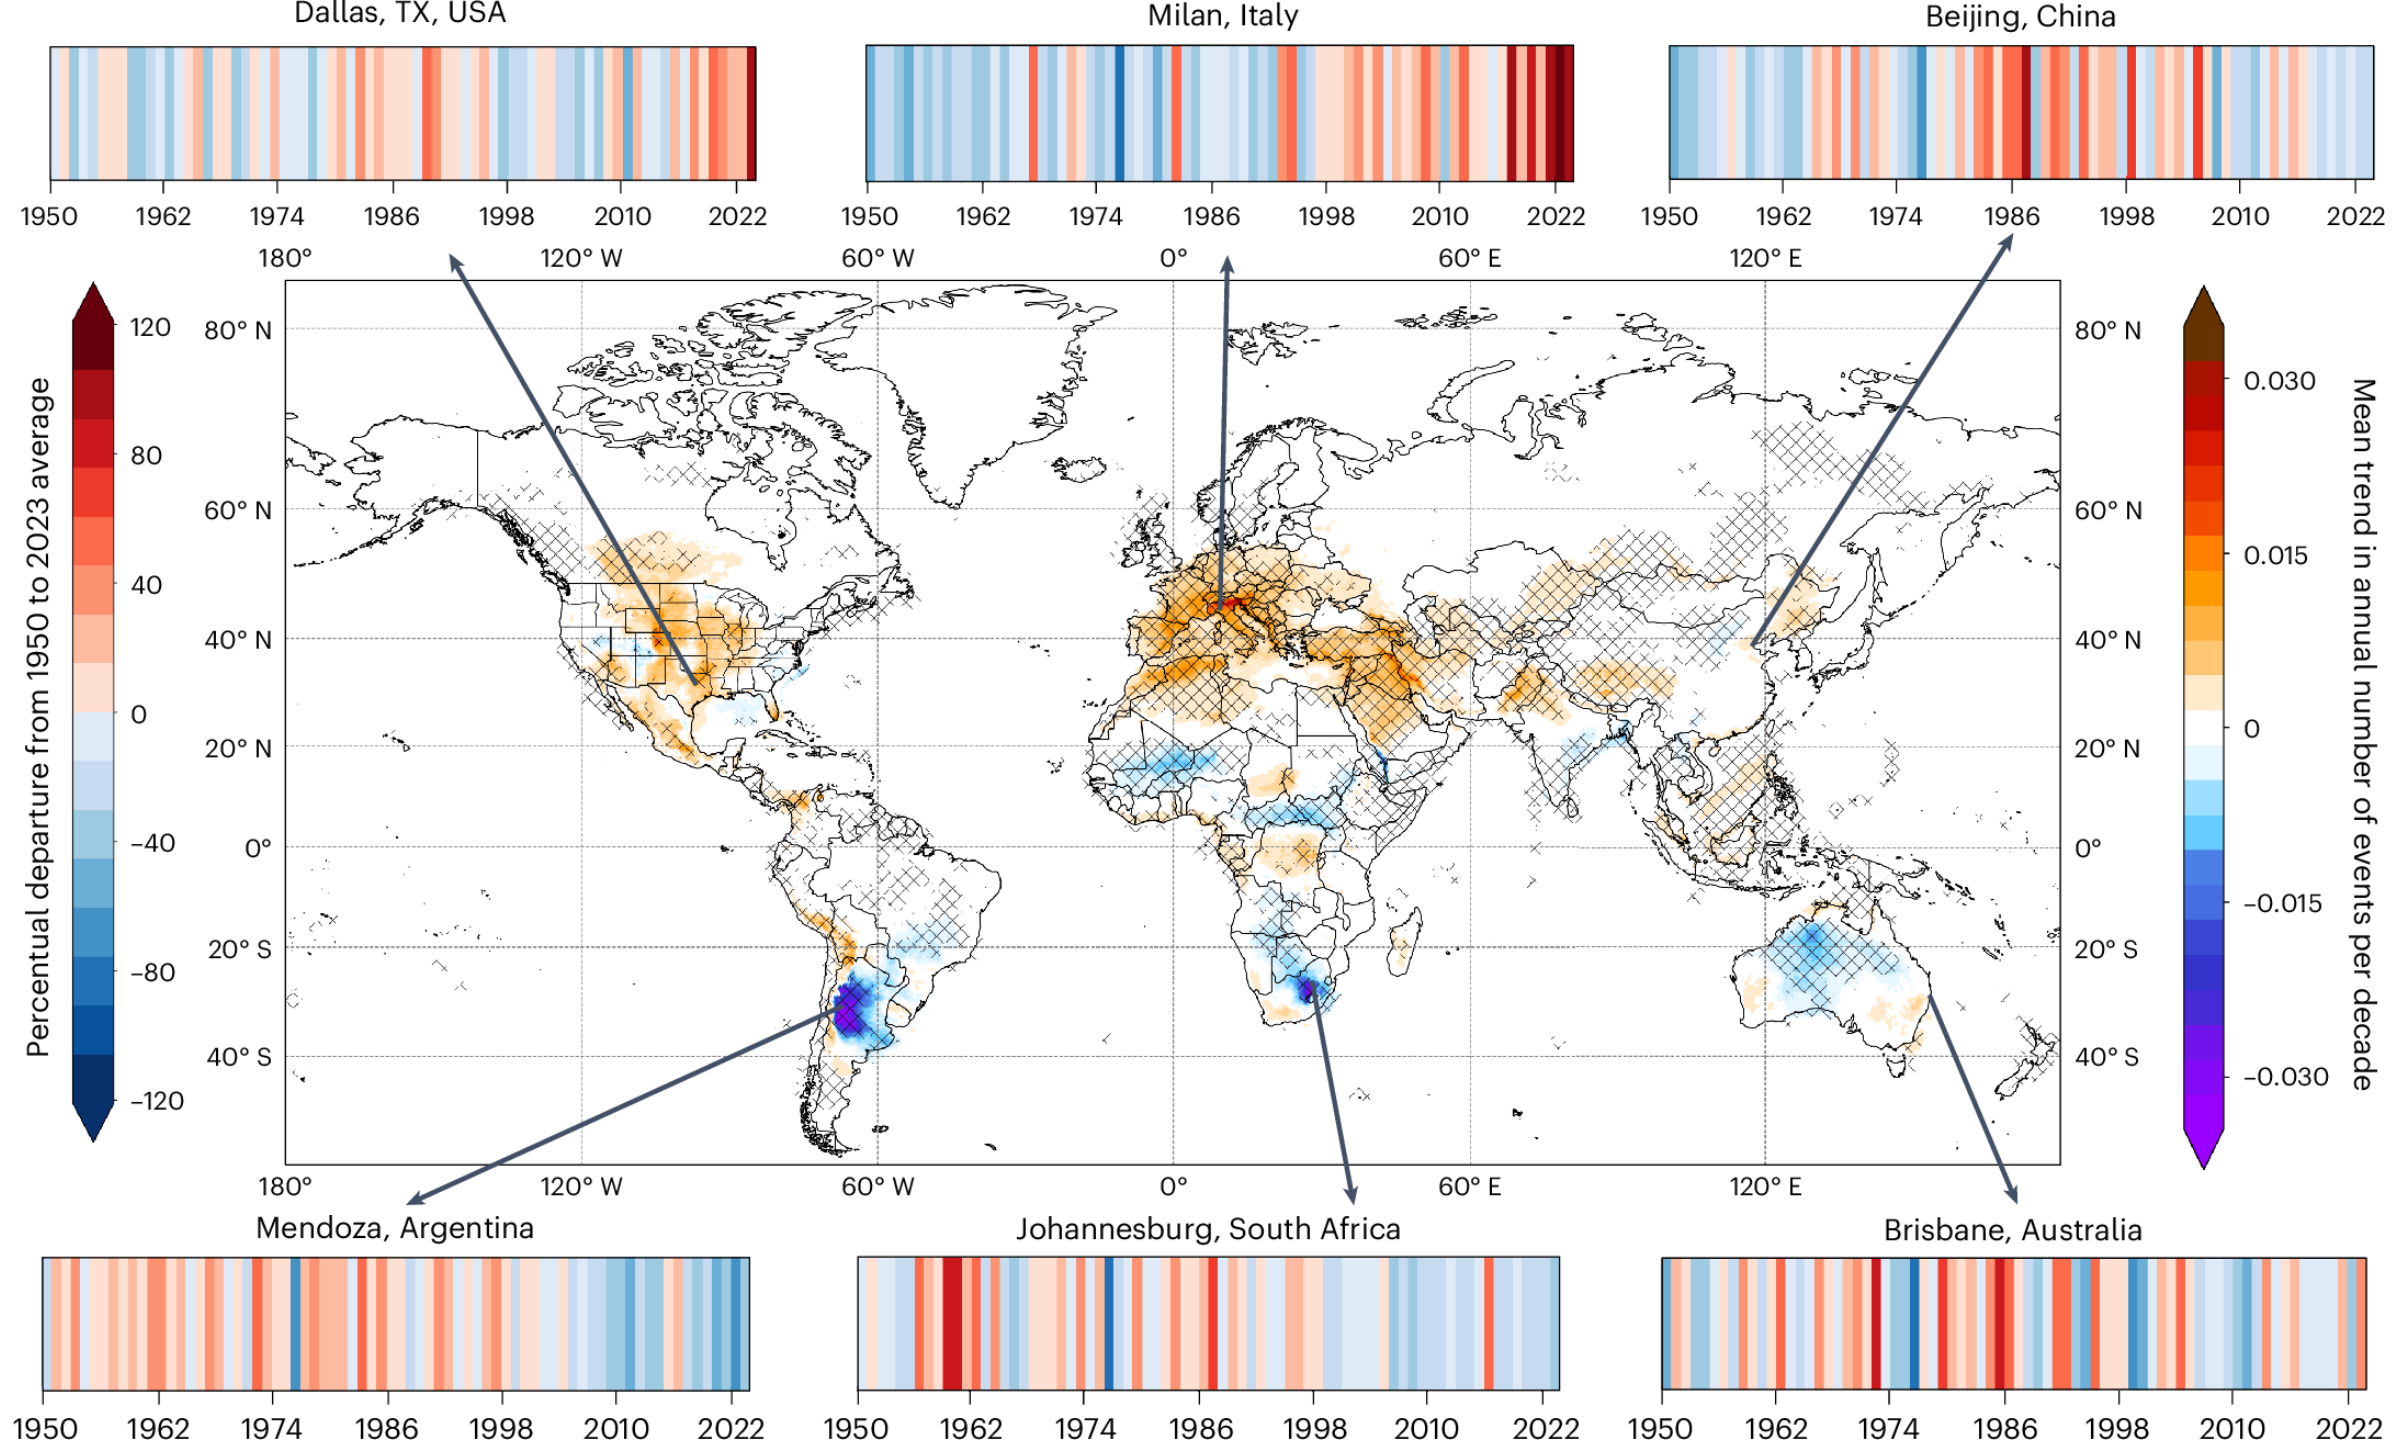 Dallas, TX, USA
Milan, Italy
Beijing, China
1950 1962 1974 1986 1998 2010 2022
1950 1962 1974 1986 1998 2010 2022
1950 1962 1974 1986 1998 2010 2022
180° 120° W 60° W 0° 60° E 120° E
Percentual departure from 1950 to 2023 average
120
80
40
0
−40
−80
−120
80° N
60° N
40° N
20° N
0°
20° S
40° S
80° N
60° N
40° N
20° N
0°
20° S
40° S
0.030
0.015
0
−0.015
−0.030
Mean trend in annual number of events per decade
180° 120° W 60° W 0° 60° E 120° E
Mendoza, Argentina
Johannesburg, South Africa
Brisbane, Australia
1950 1962 1974 1986 1998 2010 2022
1950 1962 1974 1986 1998 2010 2022
1950 1962 1974 1986 1998 2010 2022